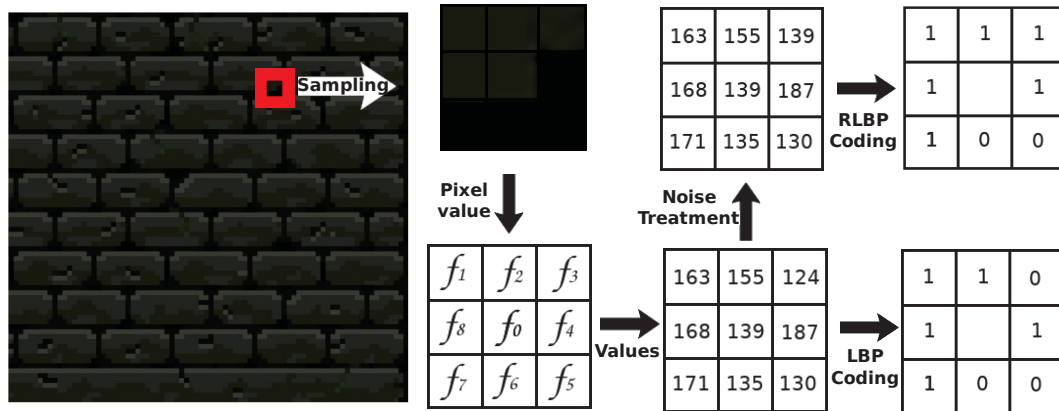 Sampling
163 155 139
168 139 187
171 135 130
RLBP
Coding
1 1 1
1 1
1 0 0
Pixel
value
Noise
Treatment
f1 f2 f3
f8 f0 f4
f7 f6 f5
Values
163 155 124
168 139 187
171 135 130
LBP
Coding
1 1 0
1 1
1 0 0